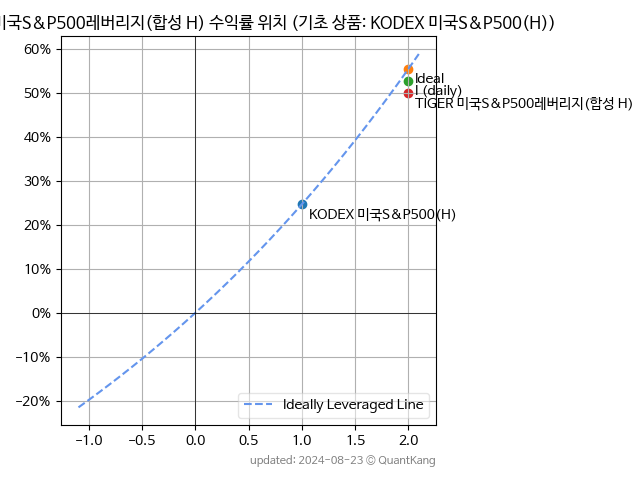 미국S&P500레버리지(합성 H) 수익률 위치 (기초 상품: KODEX 미국S&P500(H))
60%
50%
40%
30%
20%
10%
0%
−10%
−20%
Ideal
(daily)
TIGER 미국S&P500레버리지(합성 H)
KODEX 미국S&P500(H)
Ideally Leveraged Line
−1.0 −0.5 0.0 0.5 1.0 1.5 2.0
updated: 2024-08-23 © QuantKang